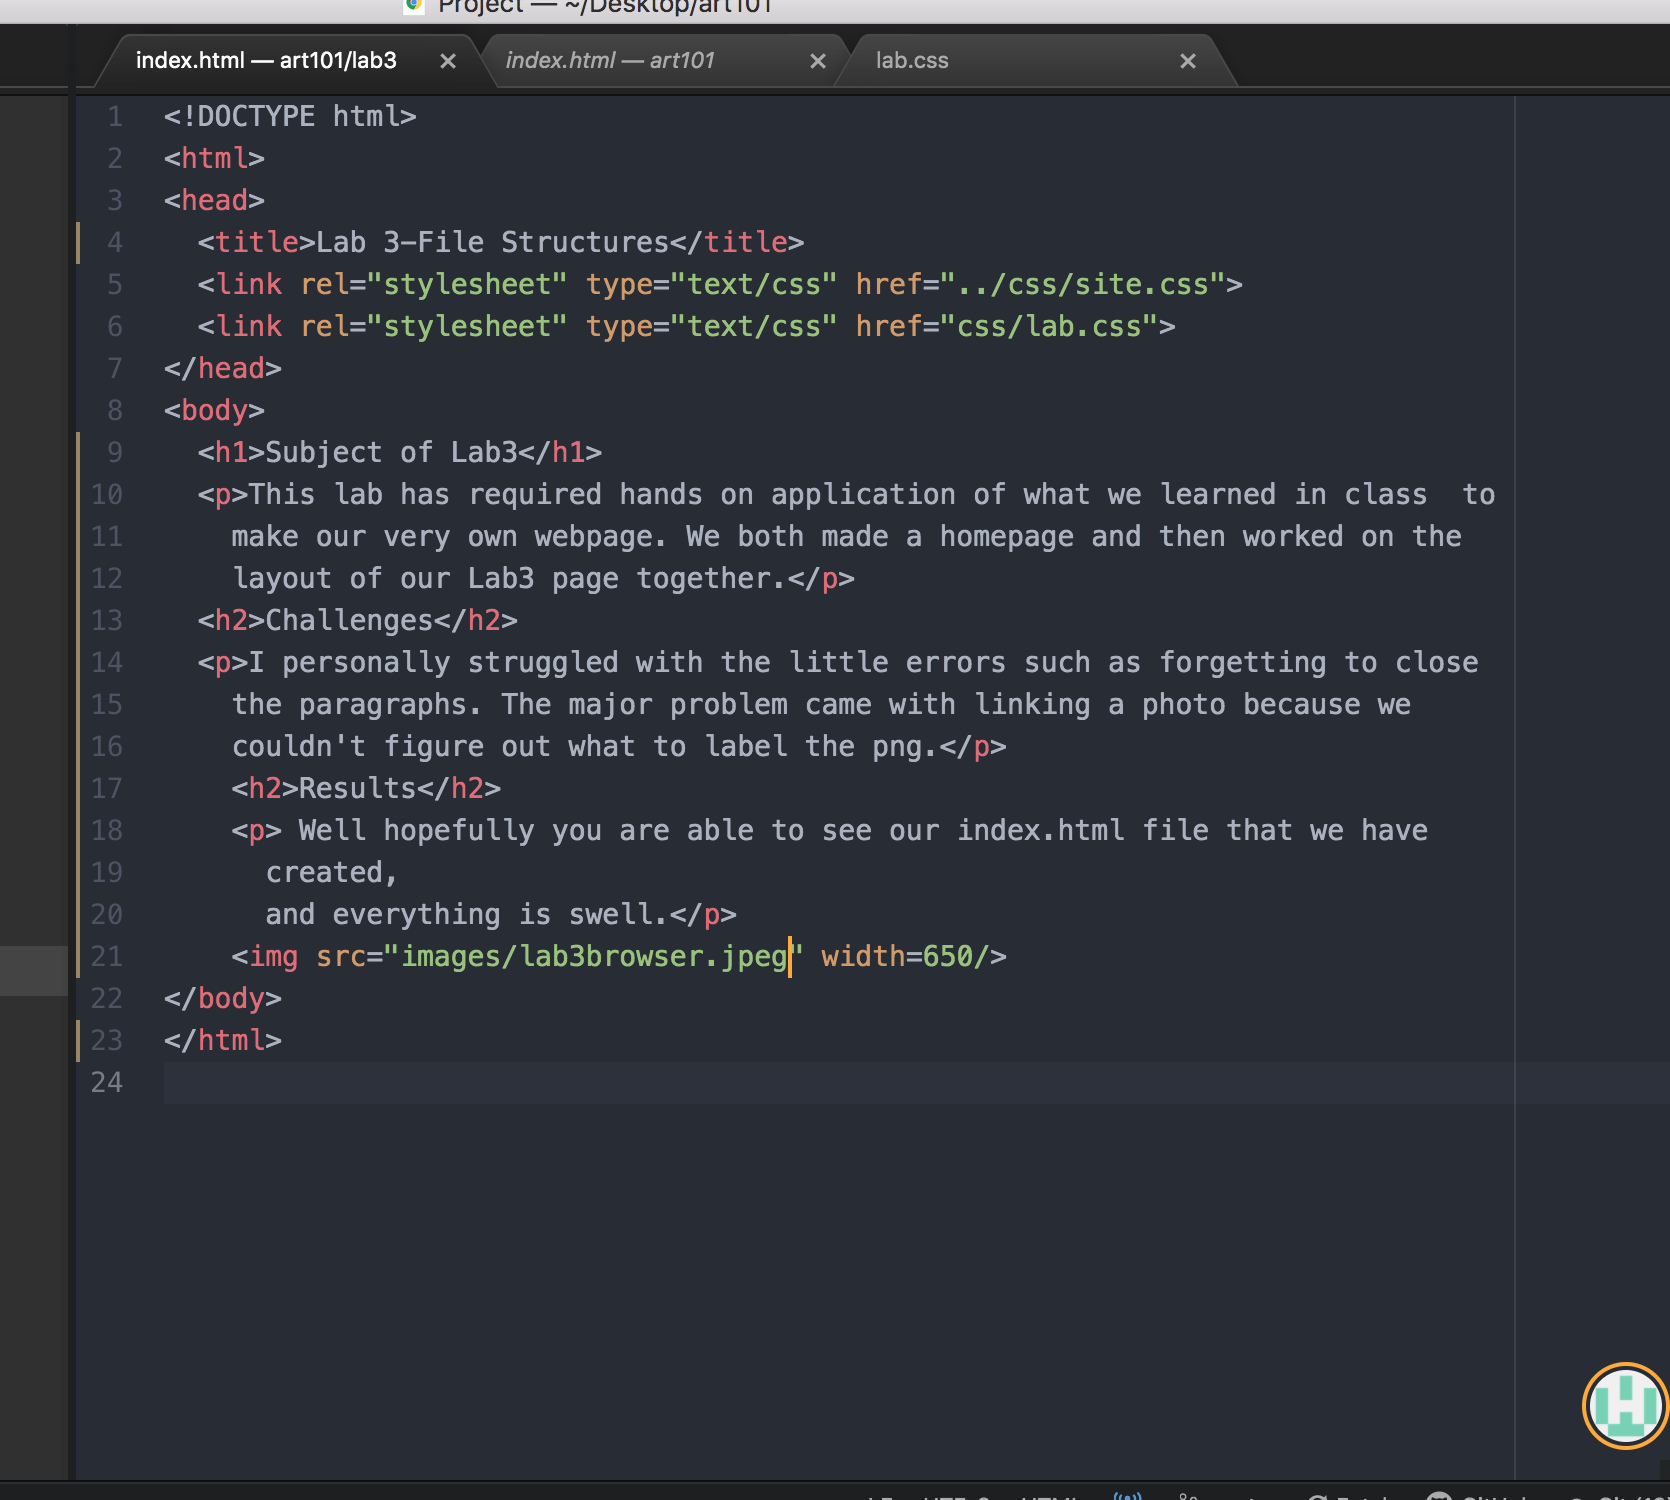 Project — ~/Desktop/art101
index.html — art101/lab3 × index.html — art101 × lab.css ×
1 <!DOCTYPE html>
2 <html>
3 <head>
4 <title>Lab 3-File Structures</title>
5 <link rel="stylesheet" type="text/css" href="../css/site.css">
6 <link rel="stylesheet" type="text/css" href="css/lab.css">
7 </head>
8 <body>
9 <h1>Subject of Lab3</h1>
10 <p>This lab has required hands on application of what we learned in class  to
11 make our very own webpage. We both made a homepage and then worked on the
12 layout of our Lab3 page together.</p>
13 <h2>Challenges</h2>
14 <p>I personally struggled with the little errors such as forgetting to close
15 the paragraphs. The major problem came with linking a photo because we
16 couldn't figure out what to label the png.</p>
17 <h2>Results</h2>
18 <p> Well hopefully you are able to see our index.html file that we have
19 created,
20 and everything is swell.</p>
21 <img src="images/lab3browser.jpeg" width=650/>
22 </body>
23 </html>
24